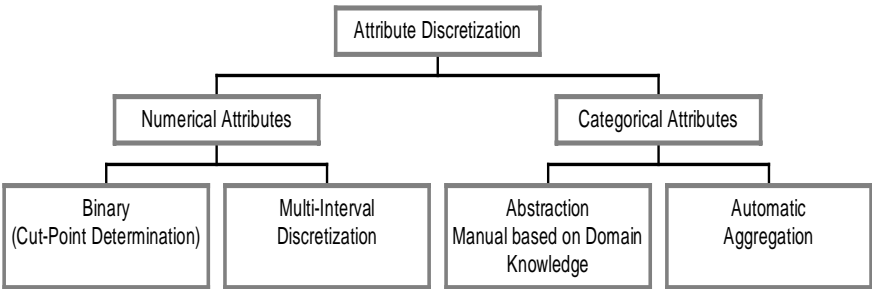 Attribute Discretization
Numerical Attributes
Categorical Attributes
Binary
(Cut-Point Determination)
Multi-Interval
Discretization
Abstraction
Manual based on Domain
Knowledge
Automatic
Aggregation